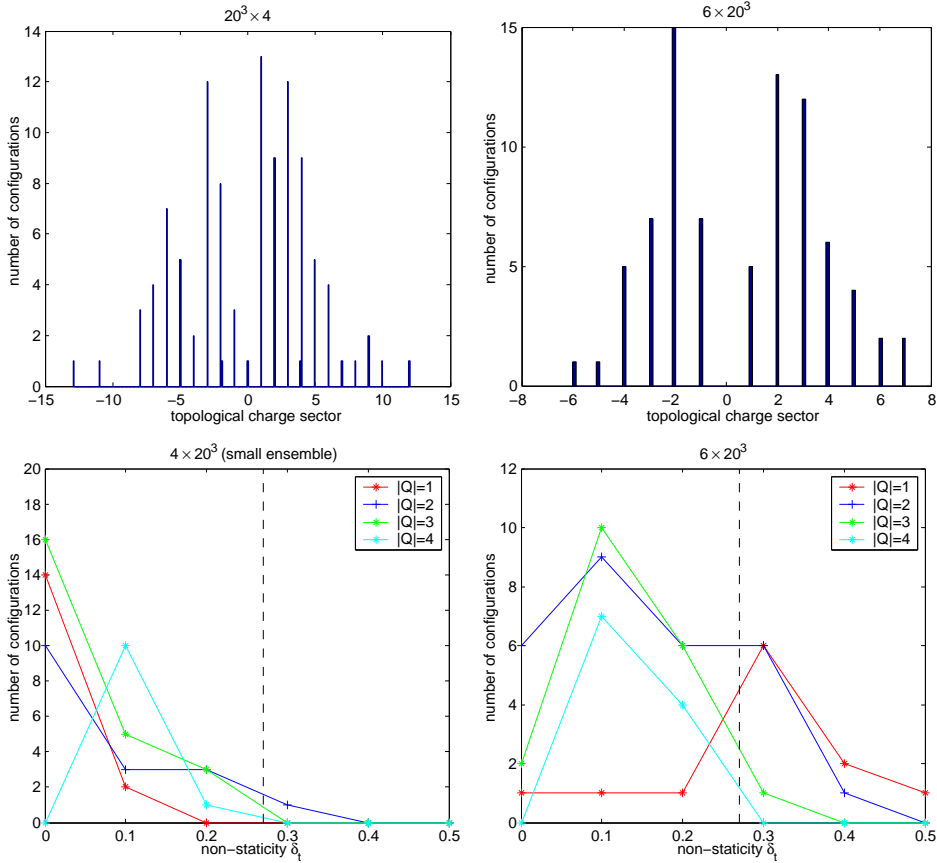 20³ × 4
number of configurations
14
12
10
8
6
4
2
0
−15 −10 −5 0 5 10 15
topological charge sector
6 × 20³
number of configurations
15
10
5
0
−8 −6 −4 −2 0 2 4 6 8
topological charge sector
4 × 20³ (small ensemble)
number of configurations
20
18
16
14
12
10
8
6
4
2
0
|Q|=1
|Q|=2
|Q|=3
|Q|=4
0 0.1 0.2 0.3 0.4 0.5
non−staticity δt
6 × 20³
number of configurations
12
10
8
6
4
2
0
|Q|=1
|Q|=2
|Q|=3
|Q|=4
0 0.1 0.2 0.3 0.4 0.5
non−staticity δt